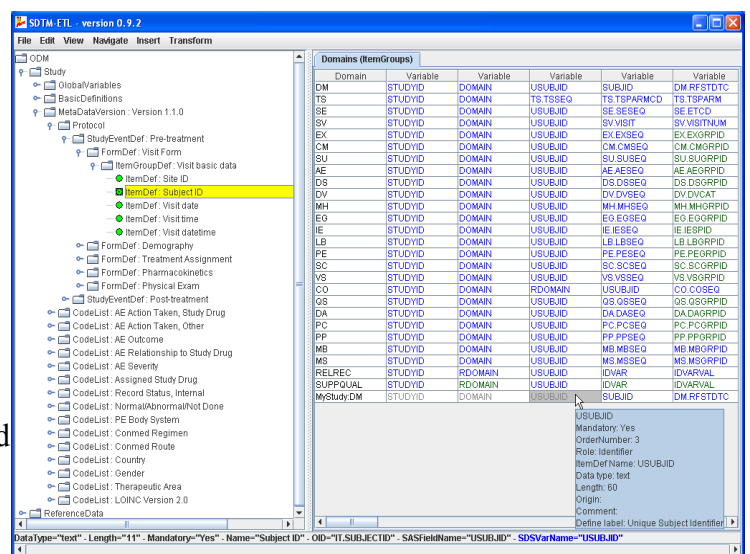 SDTM-ETL - version 0.9.2
File Edit View Navigate Insert Transform
ODM
Study
GlobalVariables
BasicDefinitions
MetaDataVersion : Version 1.1.0
Protocol
StudyEventDef : Pre-treatment
FormDef : Visit Form
ItemGroupDef : Visit basic data
ItemDef : Site ID
ItemDef : Subject ID
ItemDef : Visit date
ItemDef : Visit time
ItemDef : Visit datetime
FormDef : Demography
FormDef : Treatment Assignment
FormDef : Pharmacokinetics
FormDef : Physical Exam
StudyEventDef : Post-treatment
CodeList : AE Action Taken, Study Drug
CodeList : AE Action Taken, Other
CodeList : AE Outcome
CodeList : AE Relationship to Study Drug
CodeList : AE Severity
CodeList : Assigned Study Drug
CodeList : Record Status, Internal
CodeList : Normal/Abnormal/Not Done
CodeList : PE Body System
CodeList : Conmed Regimen
CodeList : Conmed Route
CodeList : Country
CodeList : Gender
CodeList : Therapeutic Area
CodeList : LOINC Version 2.0
ReferenceData
d
Domains (ItemGroups)
Domain Variable Variable Variable Variable Variable
DM STUDYID DOMAIN USUBJID SUBJID DM.RFSTDTC
TS STUDYID DOMAIN TS.TSSEQ TS.TSPARMCD TS.TSPARM
SE STUDYID DOMAIN USUBJID SE.SESEQ SE.ETCD
SV STUDYID DOMAIN USUBJID SV.VISIT SV.VISITNUM
EX STUDYID DOMAIN USUBJID EX.EXSEQ EX.EXGRPID
CM STUDYID DOMAIN USUBJID CM.CMSEQ CM.CMGRPID
SU STUDYID DOMAIN USUBJID SU.SUSEQ SU.SUGRPID
AE STUDYID DOMAIN USUBJID AE.AESEQ AE.AEGRPID
DS STUDYID DOMAIN USUBJID DS.DSSEQ DS.DSGRPID
DV STUDYID DOMAIN USUBJID DV.DVSEQ DV.DVCAT
MH STUDYID DOMAIN USUBJID MH.MHSEQ MH.MHGRPID
EG STUDYID DOMAIN USUBJID EG.EGSEQ EG.EGGRPID
IE STUDYID DOMAIN USUBJID IE.IESEQ IE.IESPID
LB STUDYID DOMAIN USUBJID LB.LBSEQ LB.LBGRPID
PE STUDYID DOMAIN USUBJID PE.PESEQ PE.PEGRPID
SC STUDYID DOMAIN USUBJID SC.SCSEQ SC.SCGRPID
VS STUDYID DOMAIN USUBJID VS.VSSEQ VS.VSGRPID
CO STUDYID DOMAIN RDOMAIN USUBJID CO.COSEQ
QS STUDYID DOMAIN USUBJID QS.QSSEQ QS.QSGRPID
DA STUDYID DOMAIN USUBJID DA.DASEQ DA.DAGRPID
PC STUDYID DOMAIN USUBJID PC.PCSEQ PC.PCGRPID
PP STUDYID DOMAIN USUBJID PP.PPSEQ PP.PPGRPID
MB STUDYID DOMAIN USUBJID MB.MBSEQ MB.MBGRPID
MS STUDYID DOMAIN USUBJID MS.MSSEQ MS.MSGRPID
RELREC STUDYID RDOMAIN USUBJID IDVAR IDVARVAL
SUPPQUAL STUDYID RDOMAIN USUBJID IDVAR IDVARVAL
MyStudy:DM STUDYID DOMAIN USUBJID SUBJID DM.RFSTDTC
USUBJID
Mandatory: Yes
OrderNumber: 3
Role: Identifier
ItemDef Name: USUBJID
Data type: text
Length: 60
Origin:
Comment:
Define label: Unique Subject Identifier
DataType="text" - Length="11" - Mandatory="Yes" - Name="Subject ID" - OID="IT.SUBJECTID" - SASFieldName="USUBJID" - SDSVarName="USUBJID"